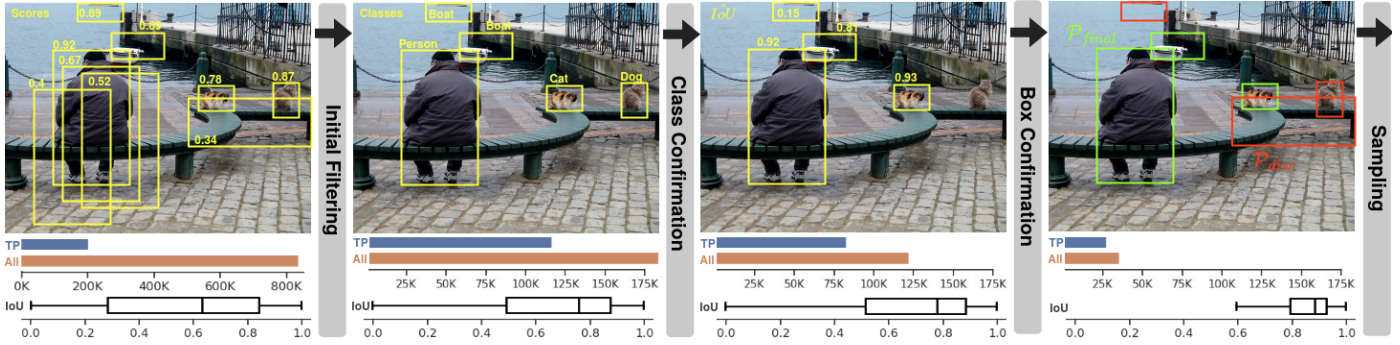 Scores
0.89
0.89
0.92
0.67
0.52
0.4
0.78
0.87
0.34
TP
All
0K 200K 400K 600K 800K
IoU
0.0 0.2 0.4 0.6 0.8 1.0
Initial Filtering
Classes
Boat
Boat
Person
Cat
Dog
TP
All
25K 50K 75K 100K 125K 150K 175K
IoU
0.0 0.2 0.4 0.6 0.8 1.0
Class Confirmation
IoU
0.15
0.81
0.92
0.93
TP
All
25K 50K 75K 100K 125K 150K 175K
IoU
0.0 0.2 0.4 0.6 0.8 1.0
Box Confirmation
P_final
TP
All
25K 50K 75K 100K 125K 150K 175K
IoU
0.0 0.2 0.4 0.6 0.8 1.0
Sampling